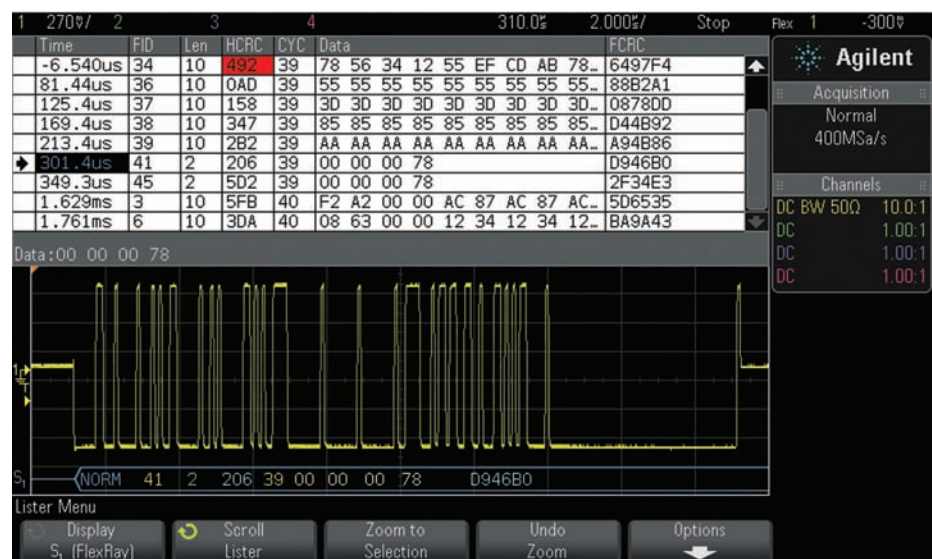 1 270▽/ 2 3 4 310.0s 2.000s/ Stop Flex 1 -300▽
Time FID Len HCRC CYC Data FCRC
-6.540us 34 10 492 39 78 56 34 12 55 EF CD AB 78… 6497F4
81.44us 36 10 0AD 39 55 55 55 55 55 55 55 55 55… 88B2A1
125.4us 37 10 158 39 3D 3D 3D 3D 3D 3D 3D 3D 3D… 0878DD
169.4us 38 10 347 39 85 85 85 85 85 85 85 85 85… D44B92
213.4us 39 10 2B2 39 AA AA AA AA AA AA AA AA AA… A94B86
301.4us 41 2 206 39 00 00 00 78 D946B0
349.3us 45 2 5D2 39 00 00 00 78 2F34E3
1.629ms 3 10 5FB 40 F2 A2 00 00 AC 87 AC 87 AC… 5D6535
1.761ms 6 10 3DA 40 08 63 00 00 12 34 12 34 12… BA9A43
Data:00 00 00 78
Agilent
Acquisition
Normal
400MSa/s
Channels
DC BW 50Ω 10.0:1
DC 1.00:1
DC 1.00:1
DC 1.00:1
S₁ NORM 41 2 206 39 00 00 00 78 D946B0
Lister Menu
Display
S₁ (FlexRay)
Scroll
Lister
Zoom to
Selection
Undo
Zoom
Options